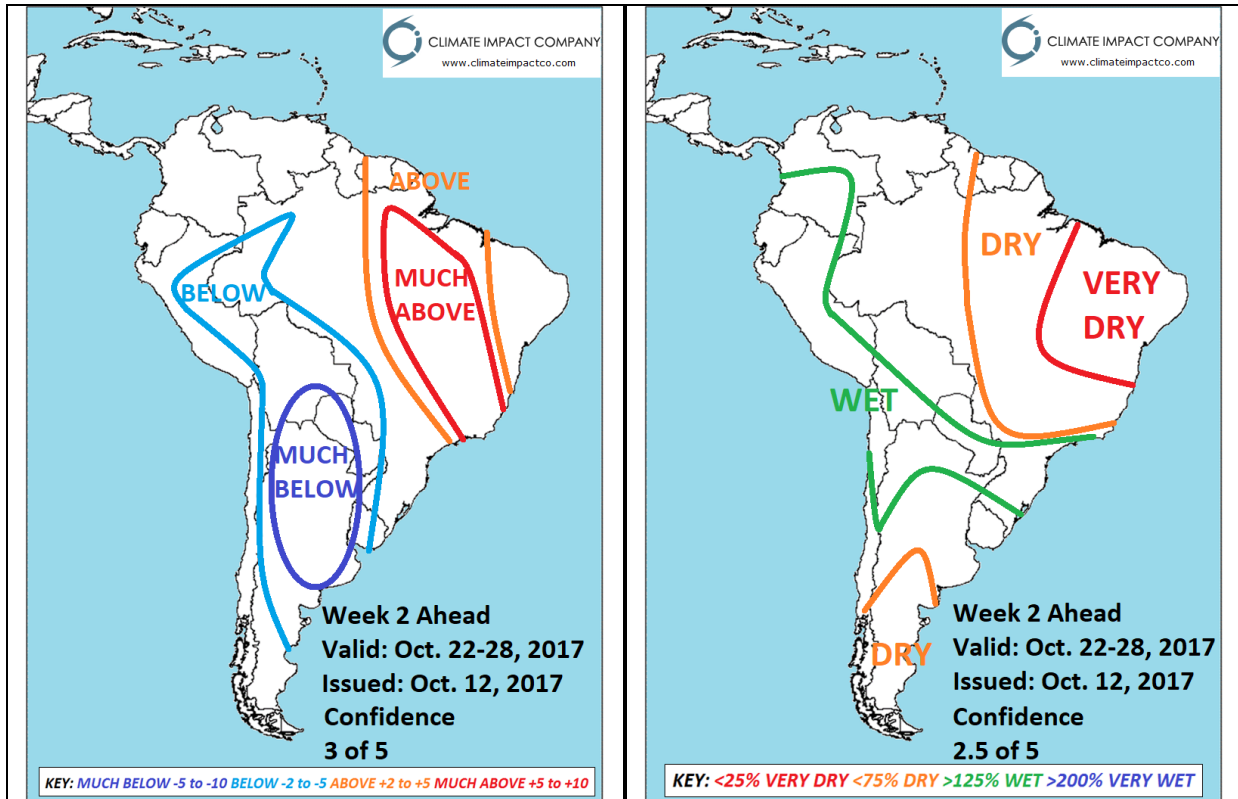 CLIMATE IMPACT COMPANY
www.climateimpactco.com
ABOVE
MUCH
ABOVE
BELOW
MUCH
BELOW
Week 2 Ahead
Valid: Oct. 22-28, 2017
Issued: Oct. 12, 2017
Confidence
3 of 5
KEY: MUCH BELOW -5 to -10 BELOW -2 to -5 ABOVE +2 to +5 MUCH ABOVE +5 to +10
CLIMATE IMPACT COMPANY
www.climateimpactco.com
DRY
VERY
DRY
WET
DRY
Week 2 Ahead
Valid: Oct. 22-28, 2017
Issued: Oct. 12, 2017
Confidence
2.5 of 5
KEY: <25% VERY DRY <75% DRY >125% WET >200% VERY WET